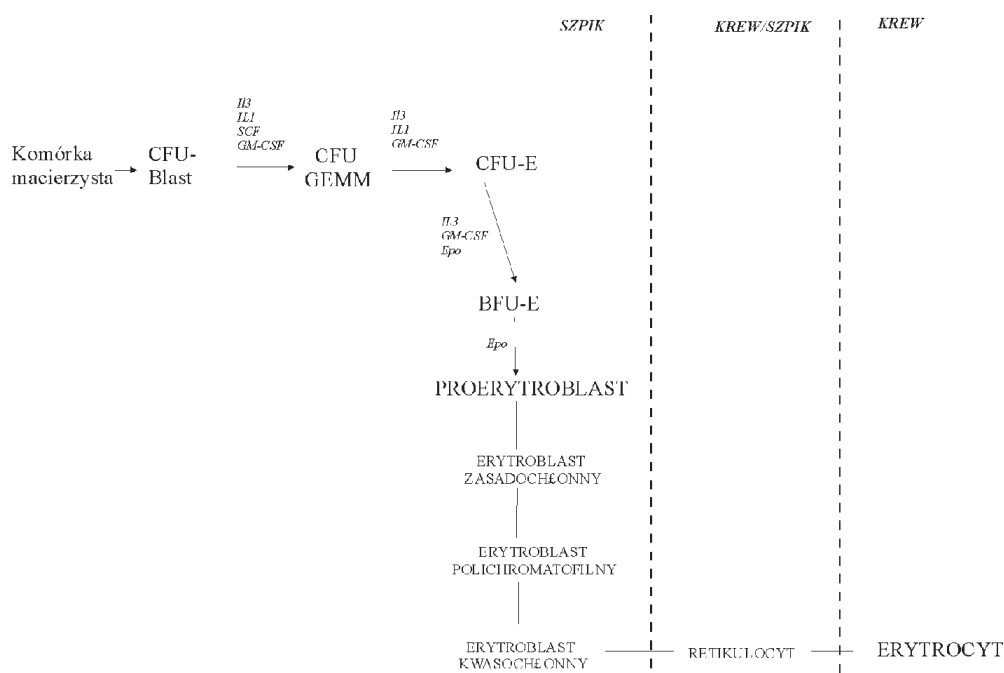 SZPIK
KREW/SZPIK
KREW
Il3
IL1
SCF
GM-CSF
Il3
IL1
GM-CSF
Komórka
macierzysta
CFU-
Blast
CFU
GEMM
CFU-E
IL3
GM-CSF
Epo
BFU-E
Epo
PROERYTROBLAST
ERYTROBLAST
ZASADOCH£ONNY
ERYTROBLAST
POLICHROMATOFILNY
ERYTROBLAST
KWASOCH£ONNY
RETIKULOCYT
ERYTROCYT